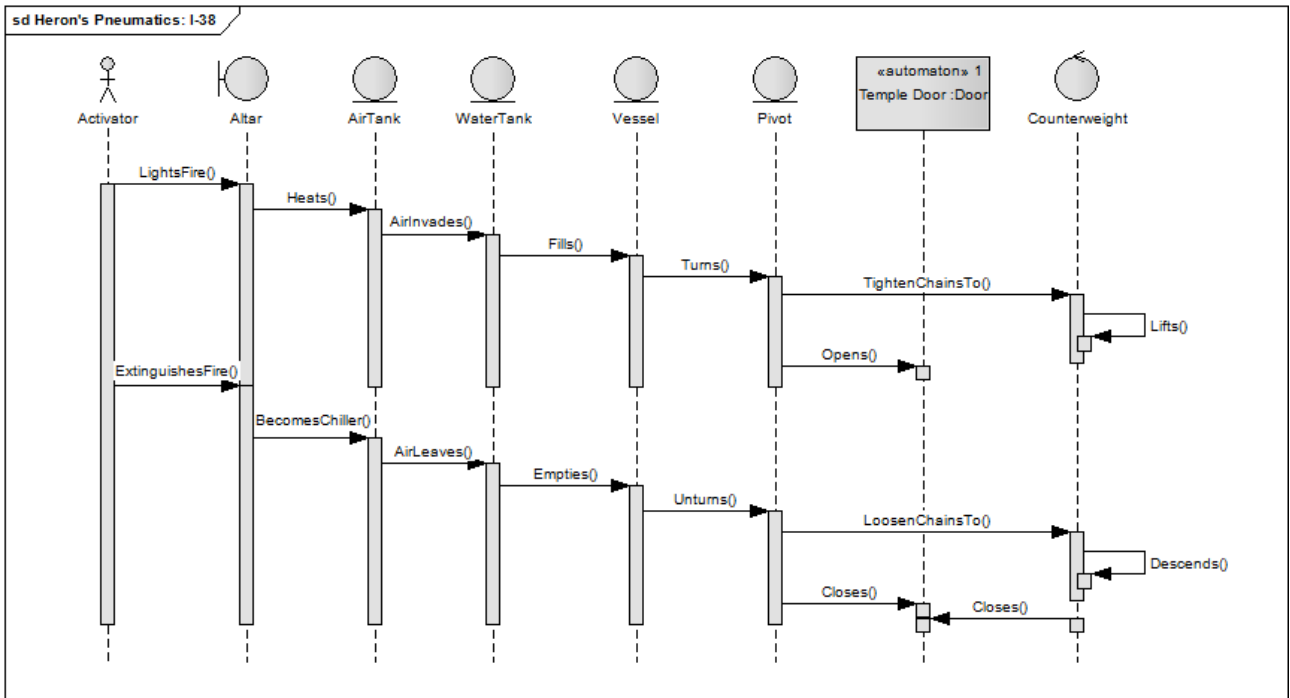 sd Heron's Pneumatics: I-38
«automaton» 1
Temple Door :Door
Activator
Altar
AirTank
WaterTank
Vessel
Pivot
Counterweight
LightsFire()
Heats()
AirInvades()
Fills()
Turns()
TightenChainsTo()
Lifts()
Opens()
ExtinguishesFire()
BecomesChiller()
AirLeaves()
Empties()
Unturns()
LoosenChainsTo()
Descends()
Closes()
Closes()